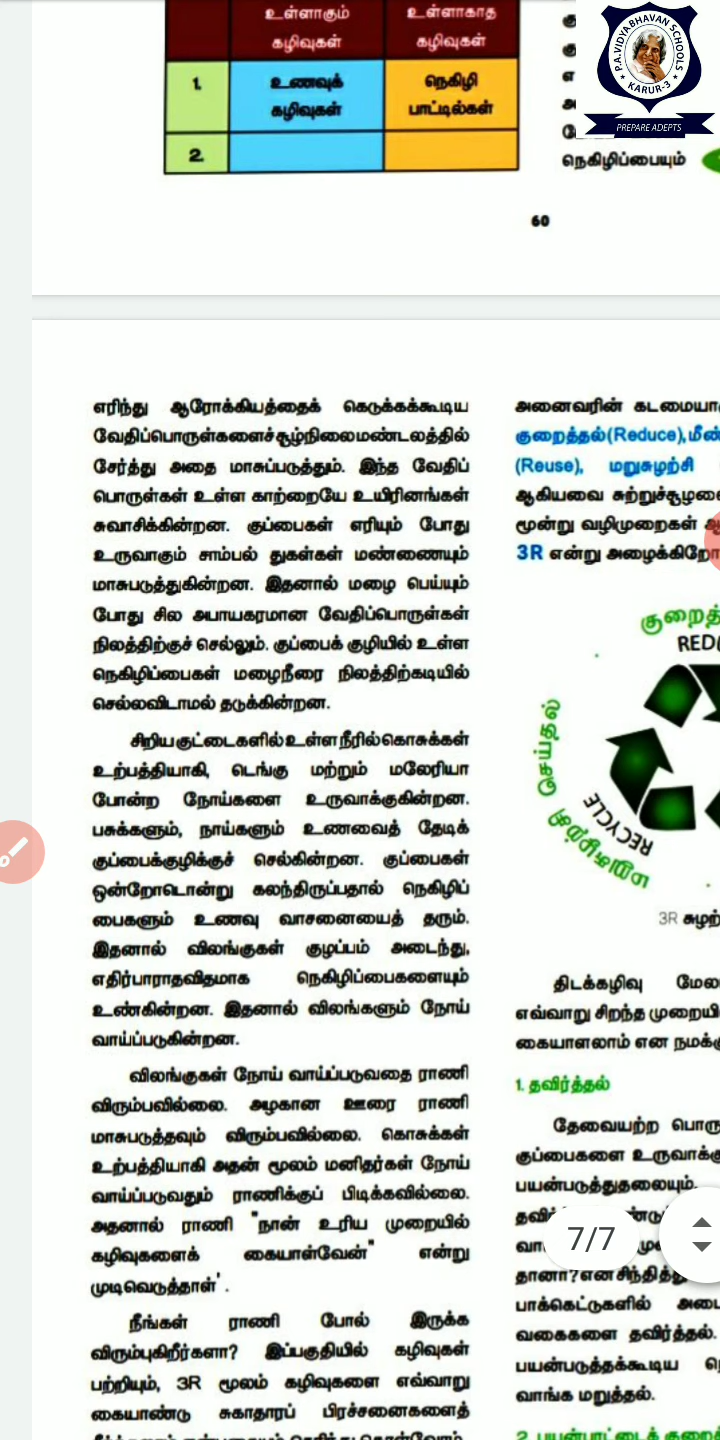 உள்ளாகும்
கழிவுகள்
உள்ளாகாத
கழிவுகள்
1.
உணவுக்
கழிவுகள்
நெகிழி
பாட்டில்கள்
2.
நெகிழிப்பையும்
P.A.VIDYABHAVAN SCHOOLS
KARUR-3
PREPARE ADEPTS
60
எரிந்து ஆரோக்கியத்தைக் கெடுக்கக்கூடிய
வேதிப்பொருள்களைச் சூழ்நிலைமண்டலத்தில்
சேர்த்து அதை மாசுப்படுத்தும். இந்த வேதிப்
பொருள்கள் உள்ள காற்றையே உயிரினங்கள்
சுவாசிக்கின்றன. குப்பைகள் எரியும் போது
உருவாகும் சாம்பல் துகள்கள் மண்ணையும்
மாசுபடுத்துகின்றன. இதனால் மழை பெய்யும்
போது சில அபாயகரமான வேதிப்பொருள்கள்
நிலத்திற்குச் செல்லும். குப்பைக் குழியில் உள்ள
நெகிழிப்பைகள் மழைநீரை நிலத்திற்கடியில்
செல்லவிடாமல் தடுக்கின்றன.
சிறிய குட்டைகளில் உள்ள நீரில் கொசுக்கள்
உற்பத்தியாகி, டெங்கு மற்றும் மலேரியா
போன்ற நோய்களை உருவாக்குகின்றன.
பசுக்களும், நாய்களும் உணவைத் தேடிக்
குப்பைக்குழிக்குச் செல்கின்றன. குப்பைகள்
ஒன்றோடொன்று கலந்திருப்பதால் நெகிழிப்
பைகளும் உணவு வாசனையைத் தரும்.
இதனால் விலங்குகள் குழப்பம் அடைந்து,
எதிர்பாராதவிதமாக நெகிழிப்பைகளையும்
உண்கின்றன. இதனால் விலங்களும் நோய்
வாய்ப்படுகின்றன.
விலங்குகள் நோய் வாய்ப்படுவதை ராணி
விரும்பவில்லை. அழகான ஊரை ராணி
மாசுபடுத்தவும் விரும்பவில்லை. கொசுக்கள்
உற்பத்தியாகி அதன் மூலம் மனிதர்கள் நோய்
வாய்ப்படுவதும் ராணிக்குப் பிடிக்கவில்லை.
அதனால் ராணி "நான் உரிய முறையில்
கழிவுகளைக் கையாள்வேன்" என்று
முடிவெடுத்தாள்'.
நீங்கள் ராணி போல் இருக்க
விரும்புகிறீர்களா? இப்பகுதியில் கழிவுகள்
பற்றியும், 3R மூலம் கழிவுகளை எவ்வாறு
கையாண்டு சுகாதாரப் பிரச்சனைகளைத்
அனைவரின்
குறைத்தல் (Reduce),
(Reuse), மறுசுழற்சி
ஆகியவை
மூன்று வழிமுறைகள்
3R என்று
செய்தல்
RECYCLE
மறுசுழற்சி
3R
திடக்கழிவு
எவ்வாறு சிறந்த
கையாளலாம் என
1. தவிர்த்தல்
தேவையற்ற
குப்பைகளை
பயன்படுத்துதலையும்,
7/7
பாக்கெட்டுகளில்
வகைகளை தவிர்த்தல்.
பயன்படுத்தக்கூடிய
வாங்க மறுத்தல்.